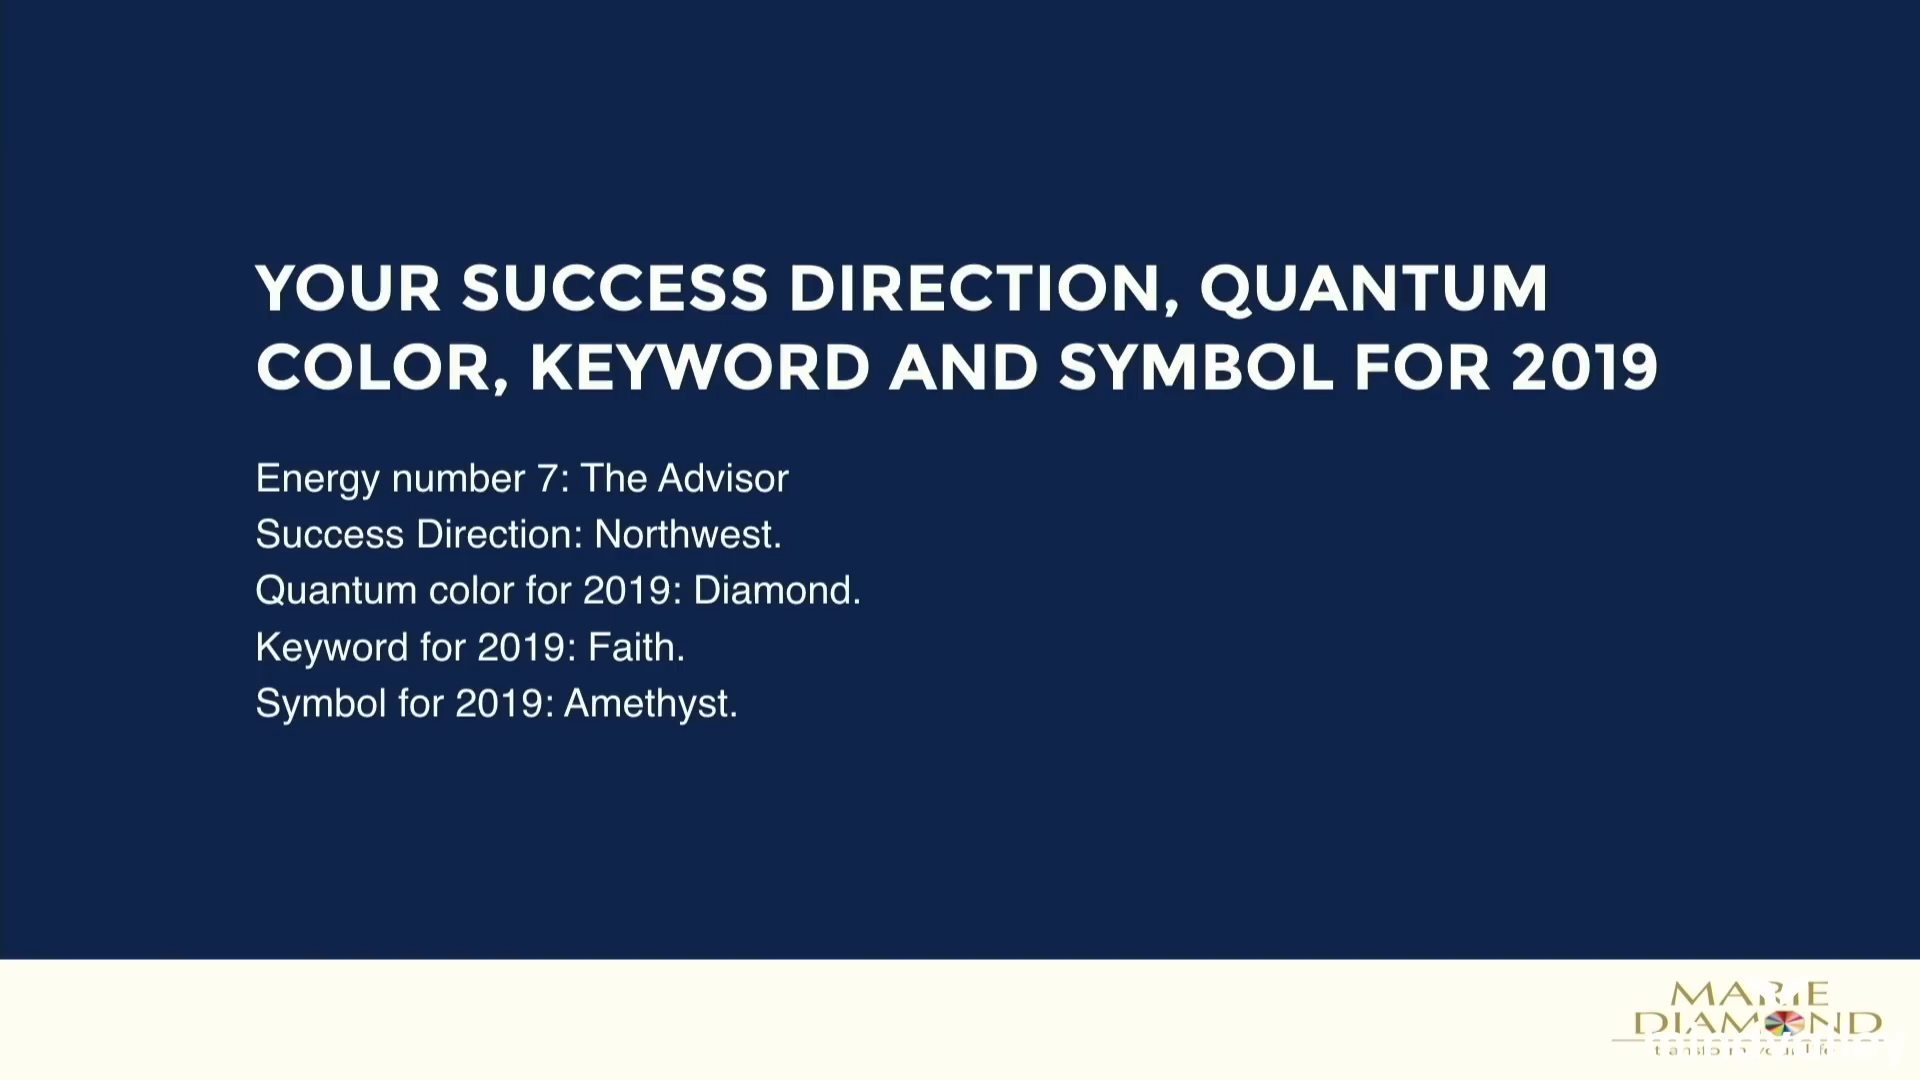 YOUR SUCCESS DIRECTION, QUANTUM
COLOR, KEYWORD AND SYMBOL FOR 2019
Energy number 7: The Advisor
Success Direction: Northwest.
Quantum color for 2019: Diamond.
Keyword for 2019: Faith.
Symbol for 2019: Amethyst.
MARIE
DIAMOND